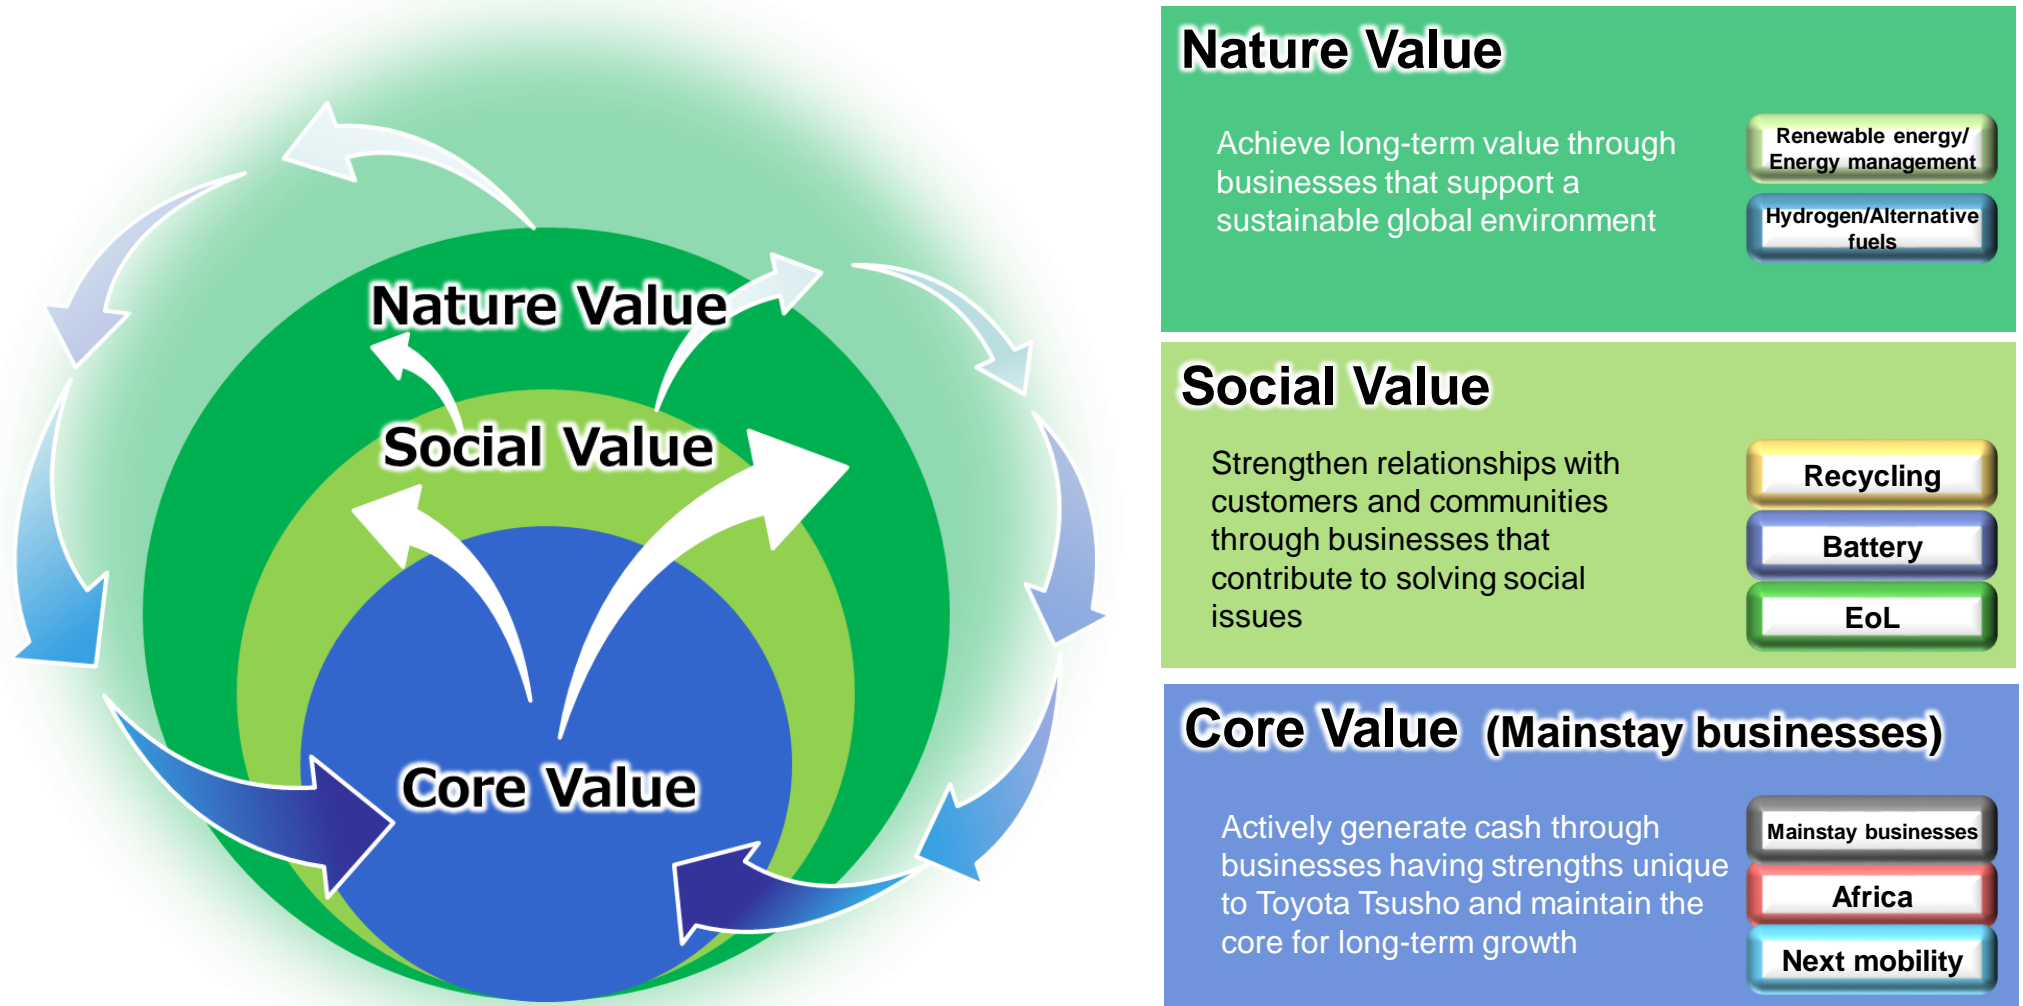 Nature Value
Social Value
Core Value
Nature Value
Achieve long-term value through
businesses that support a
sustainable global environment
Renewable energy/
Energy management
Hydrogen/Alternative
fuels
Social Value
Strengthen relationships with
customers and communities
through businesses that
contribute to solving social
issues
Recycling
Battery
EoL
Core Value (Mainstay businesses)
Actively generate cash through
businesses having strengths unique
to Toyota Tsusho and maintain the
core for long-term growth
Mainstay businesses
Africa
Next mobility